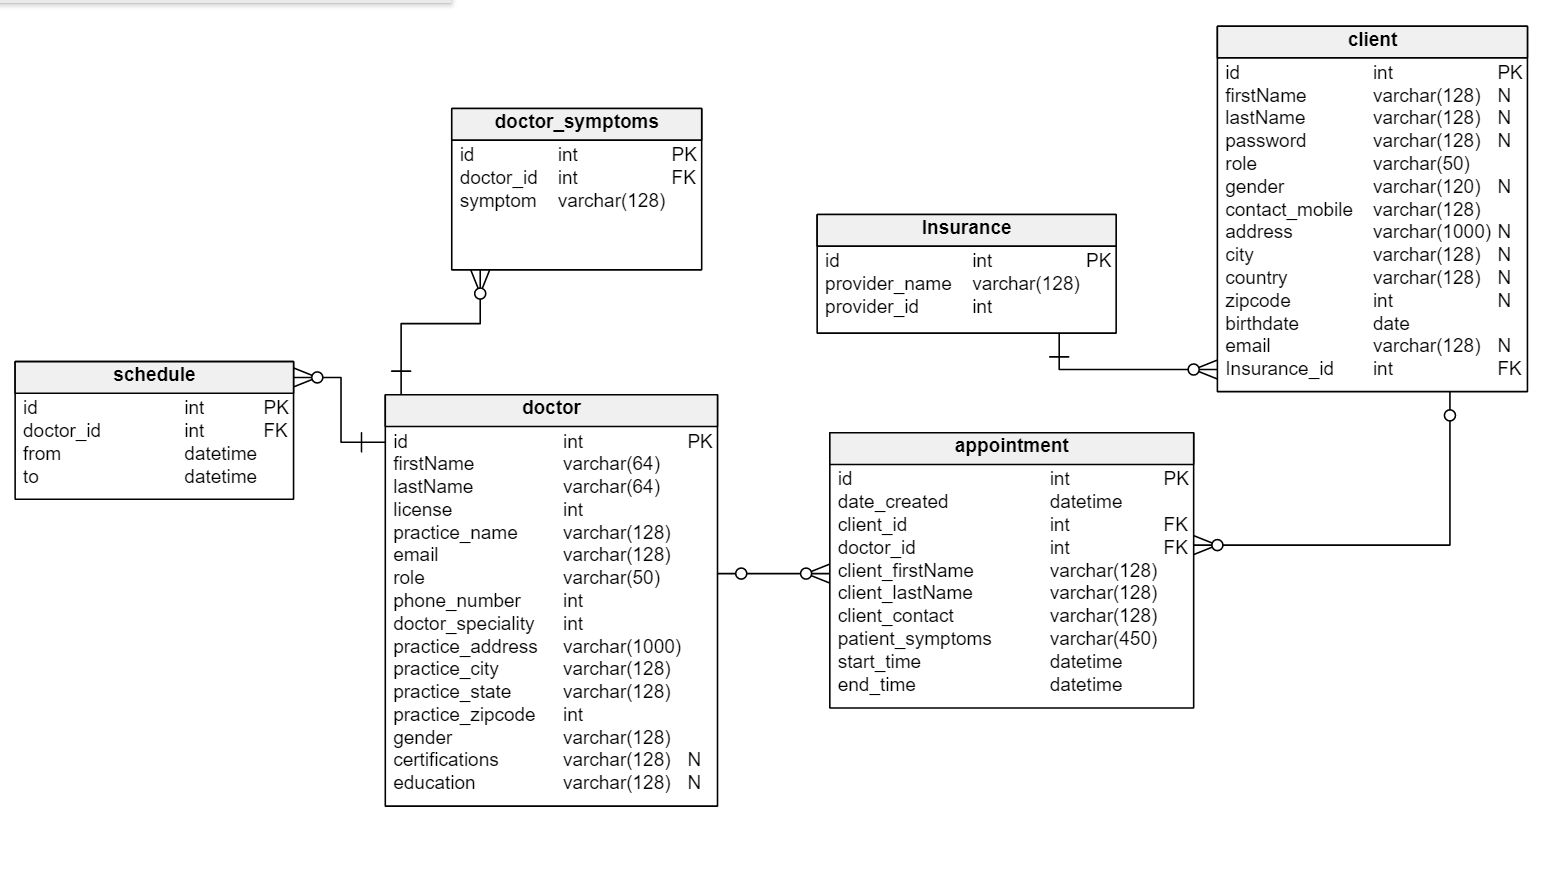 client
id int PK
firstName varchar(128) N
lastName varchar(128) N
password varchar(128) N
role varchar(50)
gender varchar(120) N
contact_mobile varchar(128)
address varchar(1000) N
city varchar(128) N
country varchar(128) N
zipcode int N
birthdate date
email varchar(128) N
Insurance_id int FK
doctor_symptoms
id int PK
doctor_id int FK
symptom varchar(128)
Insurance
id int PK
provider_name varchar(128)
provider_id int
schedule
id int PK
doctor_id int FK
from datetime
to datetime
doctor
id int PK
firstName varchar(64)
lastName varchar(64)
license int
practice_name varchar(128)
email varchar(128)
role varchar(50)
phone_number int
doctor_speciality int
practice_address varchar(1000)
practice_city varchar(128)
practice_state varchar(128)
practice_zipcode int
gender varchar(128)
certifications varchar(128) N
education varchar(128) N
appointment
id int PK
date_created datetime
client_id int FK
doctor_id int FK
client_firstName varchar(128)
client_lastName varchar(128)
client_contact varchar(128)
patient_symptoms varchar(450)
start_time datetime
end_time datetime